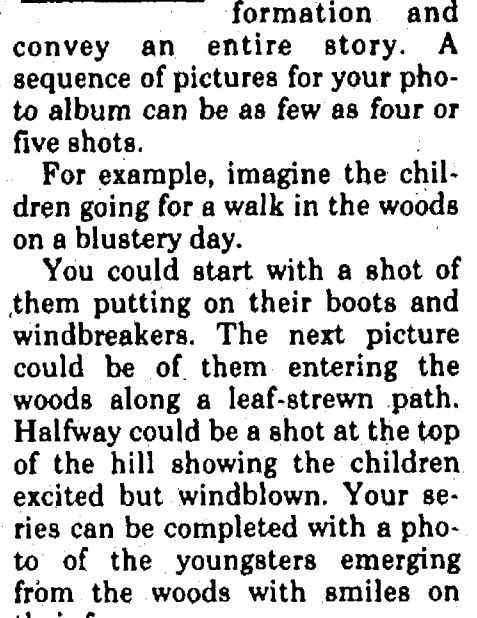 formation and
convey an entire story. A
sequence of pictures for your pho-
to album can be as few as four or
five shots.
For example, imagine the chil-
dren going for a walk in the woods
on a blustery day.
You could start with a shot of
them putting on their boots and
windbreakers. The next picture
could be of them entering the
woods along a leaf-strewn path.
Halfway could be a shot at the top
of the hill showing the children
excited but windblown. Your se-
ries can be completed with a pho-
to of the youngsters emerging
from the woods with smiles on